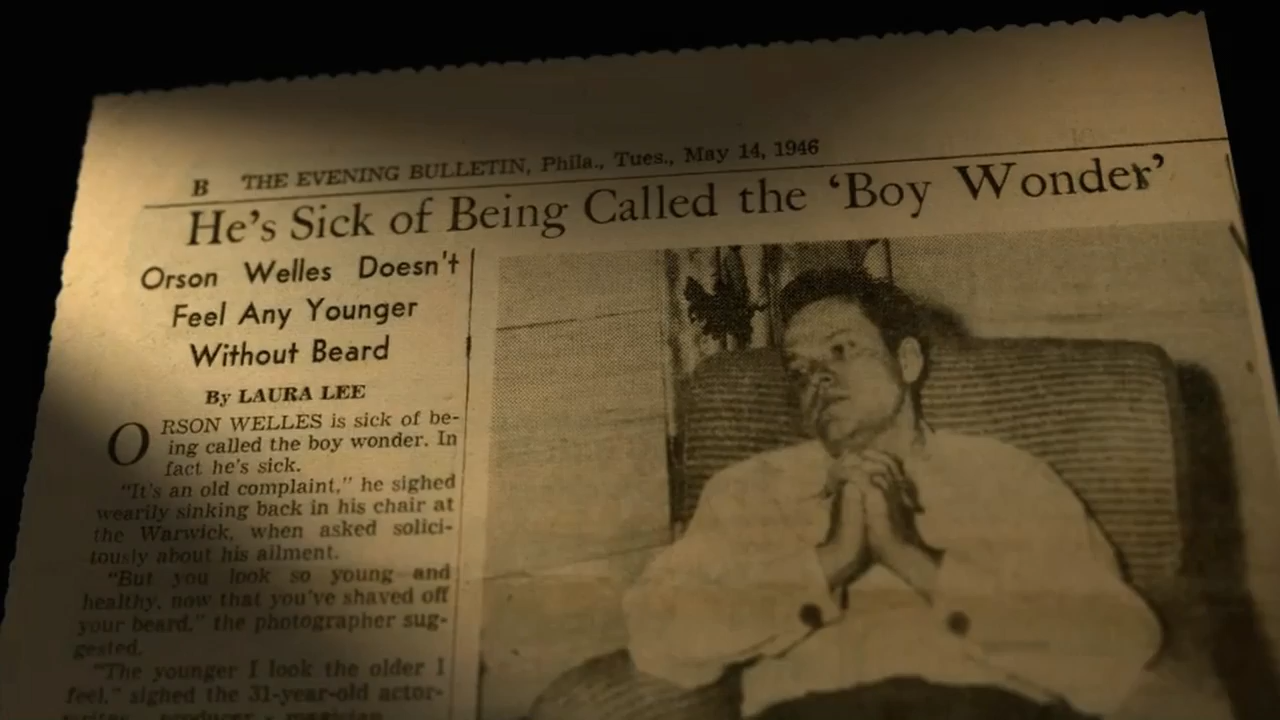 B THE EVENING BULLETIN, Phila., Tues., May 14, 1946
He's Sick of Being Called the ‘Boy Wonder’
Orson Welles Doesn't
Feel Any Younger
Without Beard
By LAURA LEE
ORSON WELLES is sick of be-
ing called the boy wonder. In
fact he's sick.
"It's an old complaint," he sighed
wearily sinking back in his chair at
the Warwick, when asked solici-
tously about his ailment.
"But you look so young and
healthy, now that you've shaved off
your beard," the photographer sug-
gested.
"The younger I look the older I
feel," sighed the 31-year-old actor-
writer - producer - magician